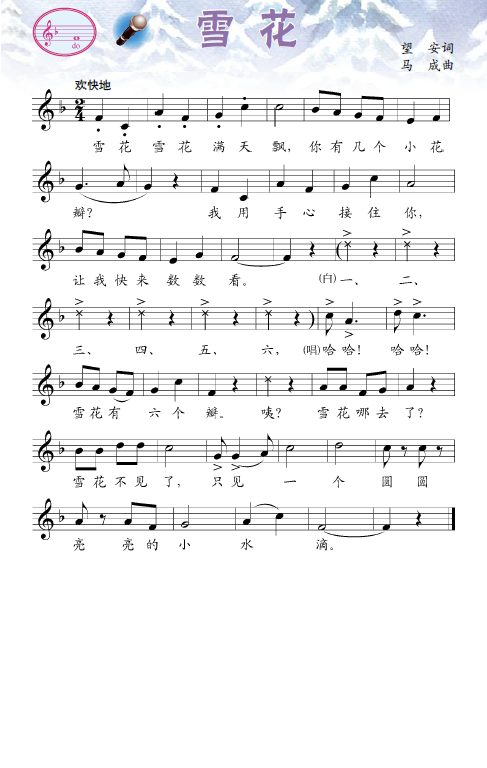 do
雪花
望 安词
马 成曲
欢快地
2
4
雪 花 雪 花 满 天 飘, 你 有 几 个 小 花
瓣? 我 用 手 心 接 住 你,
让 我 快 来 数 数 看。 (白) 一、 二、
三、 四、 五、 六, (唱) 哈 哈! 哈 哈!
雪 花 有 六 个 瓣。 咦? 雪 花 哪 去 了?
雪 花 不 见 了, 只 见 一 个 圆 圆
亮 亮 的 小 水 滴。